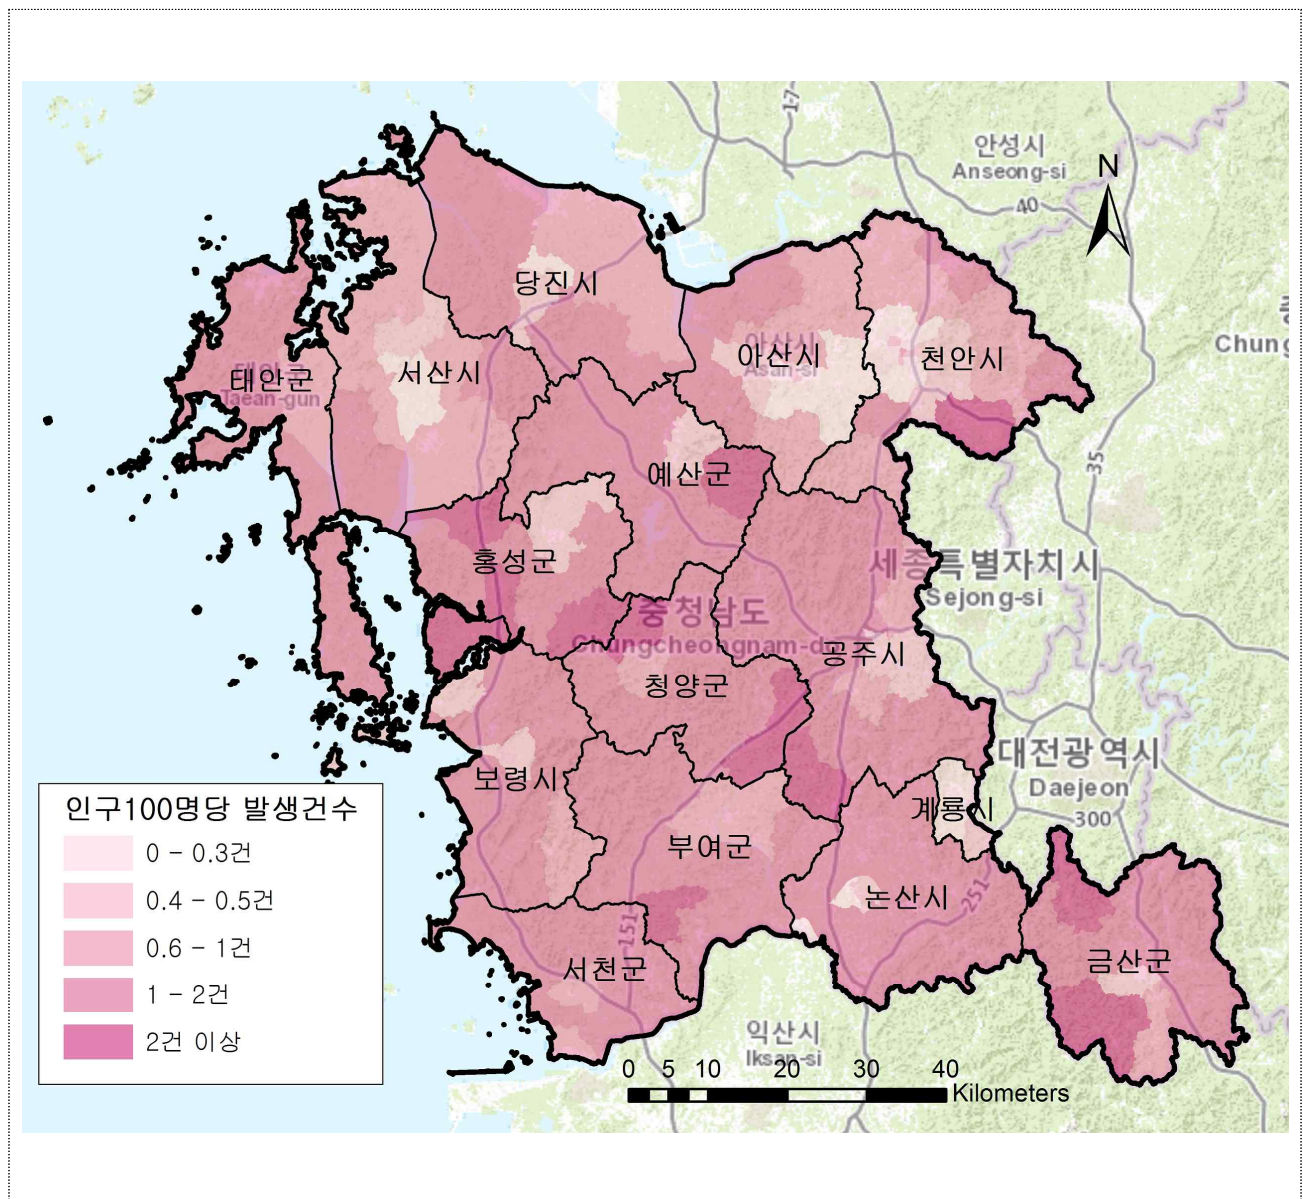 17
안성시
Anseong-si
N
40
당진시
Chung
아산시
Asan-si
천안시
서산시
태안군
Taean-gun
35
예산군
홍성군
세종특별자치시
Sejong-si
충청남도
Chungcheongnam-do
공주시
청양군
대전광역시
Daejeon
보령시
계룡시
300
인구100명당 발생건수
0 - 0.3건
0.4 - 0.5건
0.6 - 1건
1 - 2건
2건 이상
부여군
논산시
251
151
서천군
금산군
익산시
Iksan-si
0 5 10 20 30 40
Kilometers